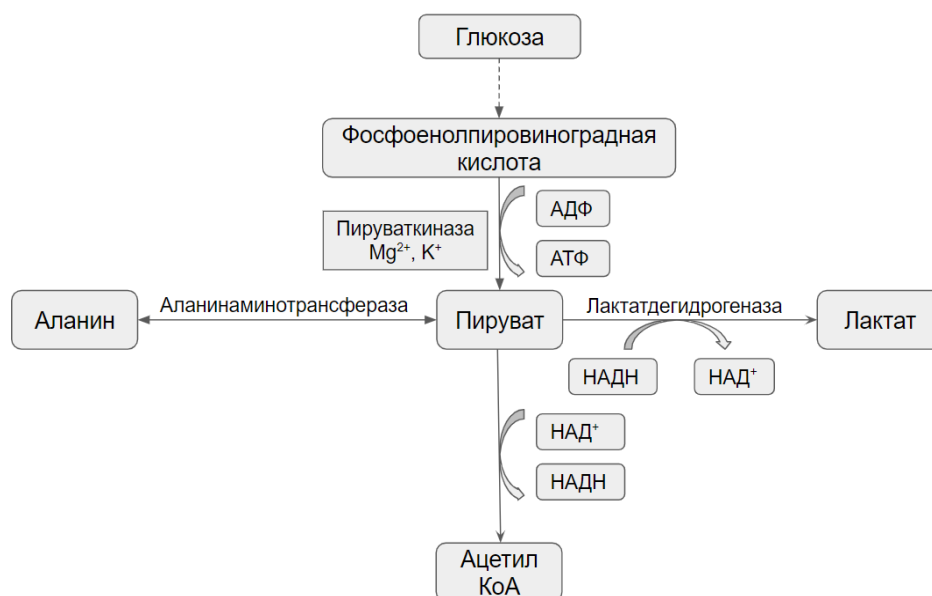 Глюкоза
Фосфоенолпировиноградная
кислота
АДФ
Пируваткиназа
Mg²⁺, K⁺
АТФ
Аланин
Аланинаминотрансфераза
Пируват
Лактатдегидрогеназа
Лактат
НАДН
НАД⁺
НАД⁺
НАДН
Ацетил
КоА